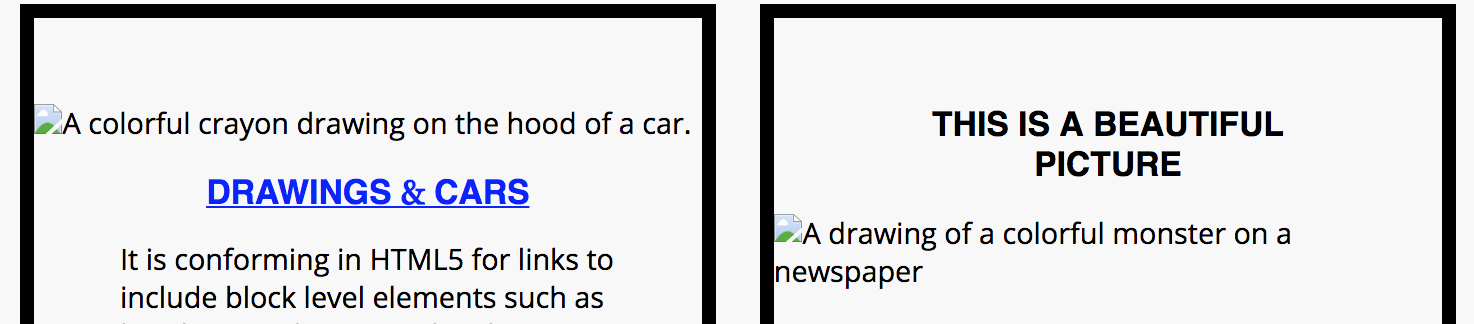 A colorful crayon drawing on the hood of a car.
DRAWINGS & CARS
It is conforming in HTML5 for links to
include block level elements such as
THIS IS A BEAUTIFUL
PICTURE
A drawing of a colorful monster on a
newspaper